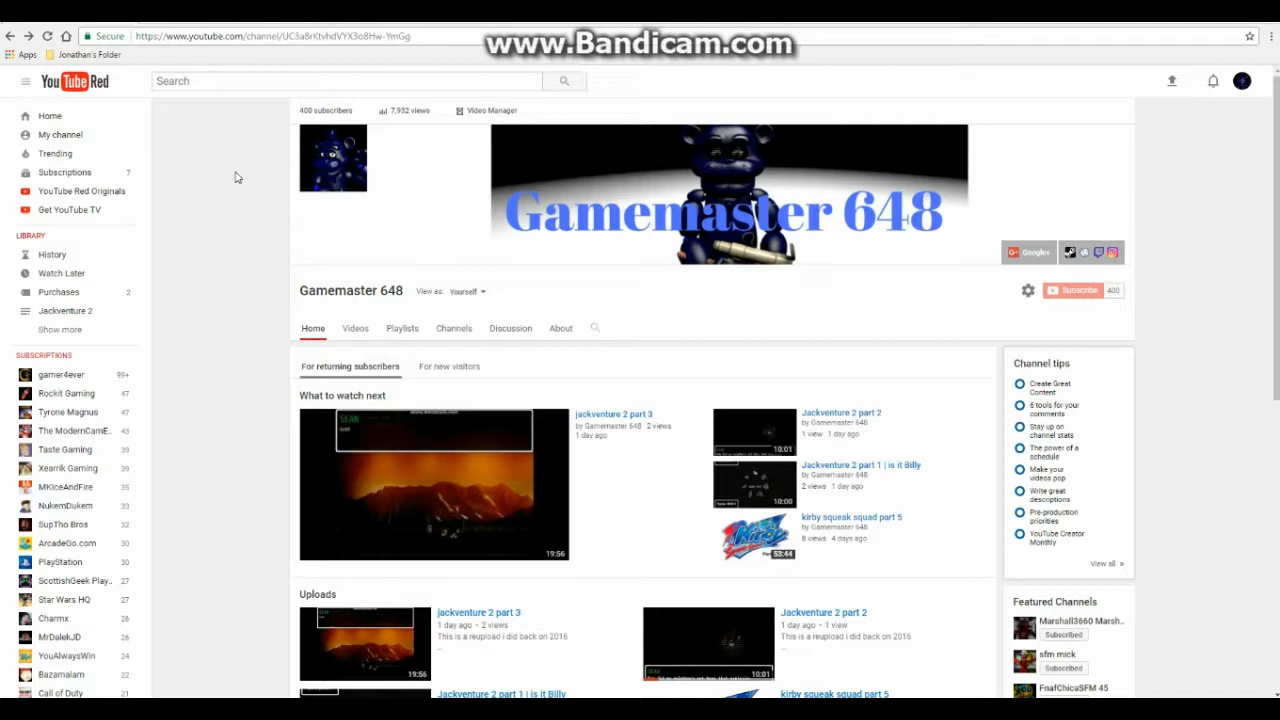 www.Bandicam.com
Secure
https://www.youtube.com/channel/UC3a8rKtvhdVYX3o8Hw-YmGg
Apps
Jonathan's Folder
YouTube Red
Search
400 subscribers
7,932 views
Video Manager
Home
My channel
Trending
Subscriptions 7
YouTube Red Originals
Get YouTube TV
LIBRARY
History
Watch Later
Purchases 2
Jackventure 2
Show more
SUBSCRIPTIONS
gamer4ever 99+
Rockit Gaming 47
Tyrone Magnus 47
The ModernCamE.. 43
Taste Gaming 39
Xearrik Gaming 39
MKIceAndFire 35
NukemDukem 33
SupTho Bros 32
ArcadeGo.com 30
PlayStation 30
ScottishGeek Play.. 27
Star Wars HQ 27
Charmx 26
MrDalekJD 26
YouAlwaysWin 24
Bazamalam 24
Call of Duty 21
Gamemaster 648
Google+
Gamemaster 648
View as: Yourself
Subscribe 400
Home
Videos
Playlists
Channels
Discussion
About
For returning subscribers
For new visitors
What to watch next
SEAN
19:56
jackventure 2 part 3
by Gamemaster 648 2 views
1 day ago
10:01
Jackventure 2 part 2
by Gamemaster 648
1 view 1 day ago
10:00
Jackventure 2 part 1 | is it Billy
by Gamemaster 648
2 views 1 day ago
53:44
kirby squeak squad part 5
by Gamemaster 648
8 views 4 days ago
Uploads
SEAN
19:56
jackventure 2 part 3
1 day ago • 2 views
This is a reupload i did back on 2016
...
SEAN
10:01
Jackventure 2 part 2
1 day ago • 1 view
This is a reupload i did back on 2016
...
Jackventure 2 part 1 | is it Billy
kirby squeak squad part 5
Channel tips
Create Great
Content
6 tools for your
comments
Stay up on
channel stats
The power of a
schedule
Make your
videos pop
Write great
descriptions
Pre-production
priorities
YouTube Creator
Monthly
View all »
Featured Channels
Marshall3660 Marsh..
Subscribed
sfm mick
Subscribed
FnafChicaSFM 45